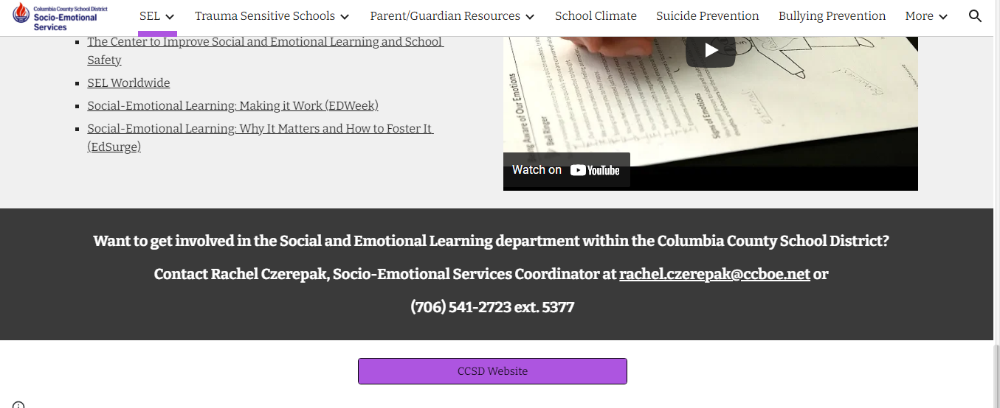 Columbia County School District
Socio-Emotional
Services
SEL
Trauma Sensitive Schools
Parent/Guardian Resources
School Climate
Suicide Prevention
Bullying Prevention
More
The Center to Improve Social and Emotional Learning and School
Safety
SEL Worldwide
Social-Emotional Learning: Making it Work (EDWeek)
Social-Emotional Learning: Why It Matters and How to Foster It
(EdSurge)
Aware of Our Emotions
Bell Ringer
Signs of Emotions
Watch on YouTube
Want to get involved in the Social and Emotional Learning department within the Columbia County School District?
Contact Rachel Czerepak, Socio-Emotional Services Coordinator at rachel.czerepak@ccboe.net or
(706) 541-2723 ext. 5377
CCSD Website